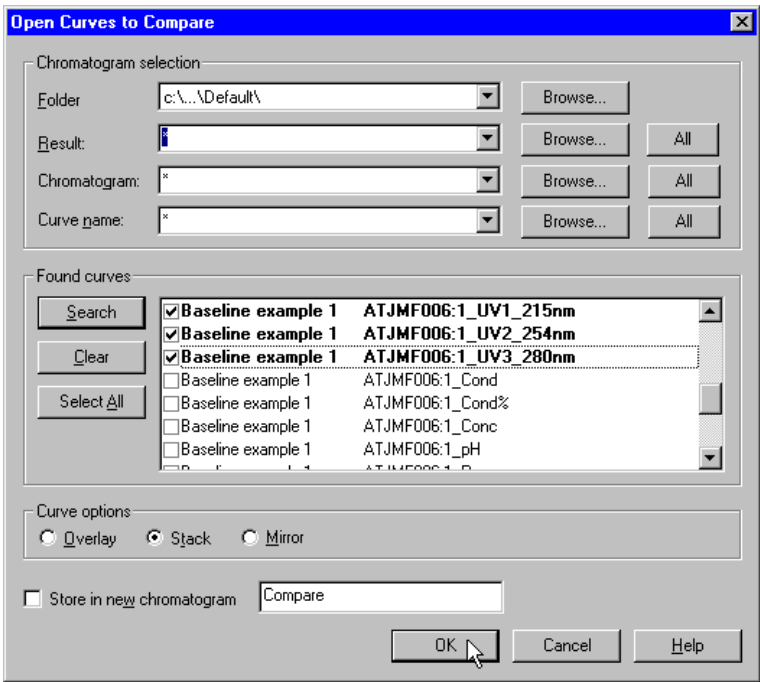 Open Curves to Compare
Chromatogram selection
Folder c:\...\Default\ Browse...
Result: * Browse... All
Chromatogram: * Browse... All
Curve name: * Browse... All
Found curves
Search
Clear
Select All
Baseline example 1 ATJMF006:1_UV1_215nm
Baseline example 1 ATJMF006:1_UV2_254nm
Baseline example 1 ATJMF006:1_UV3_280nm
Baseline example 1 ATJMF006:1_Cond
Baseline example 1 ATJMF006:1_Cond%
Baseline example 1 ATJMF006:1_Conc
Baseline example 1 ATJMF006:1_pH
Curve options
Overlay Stack Mirror
Store in new chromatogram Compare
OK Cancel Help